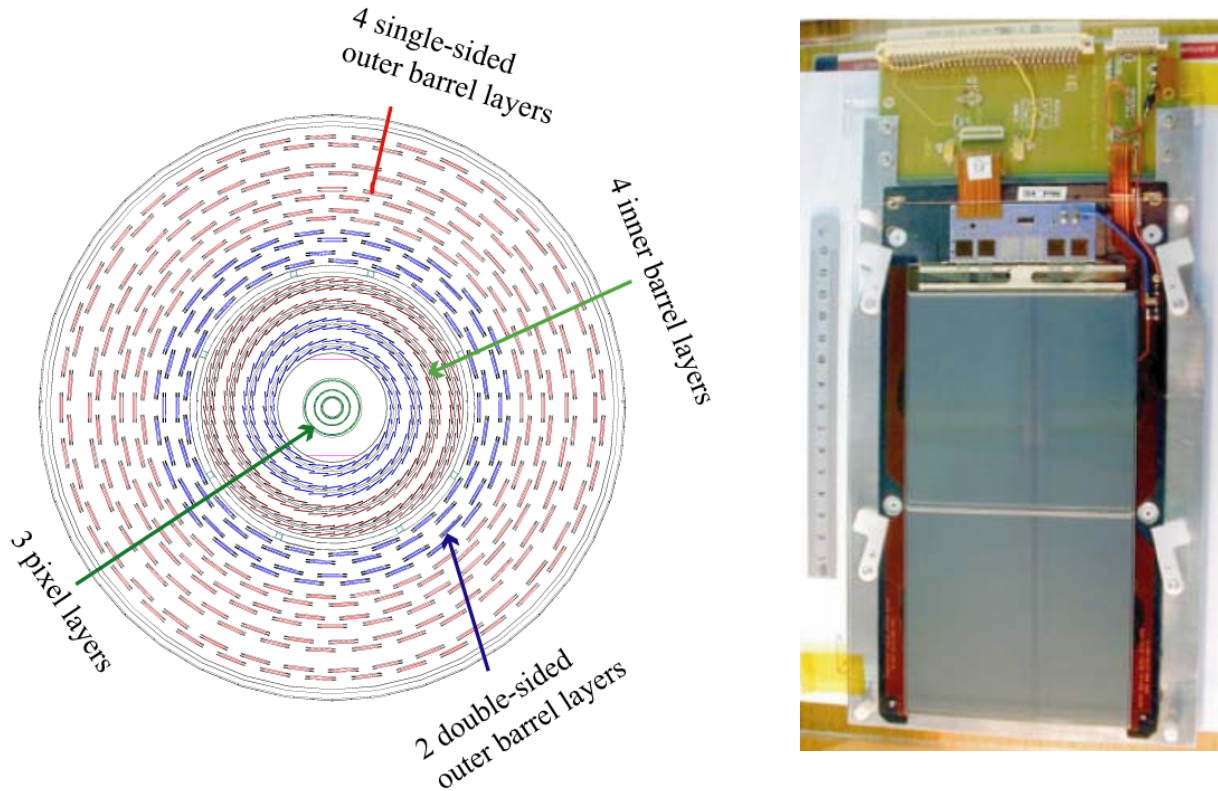 4 single-sided
outer barrel layers
4 inner barrel layers
3 pixel layers
2 double-sided
outer barrel layers